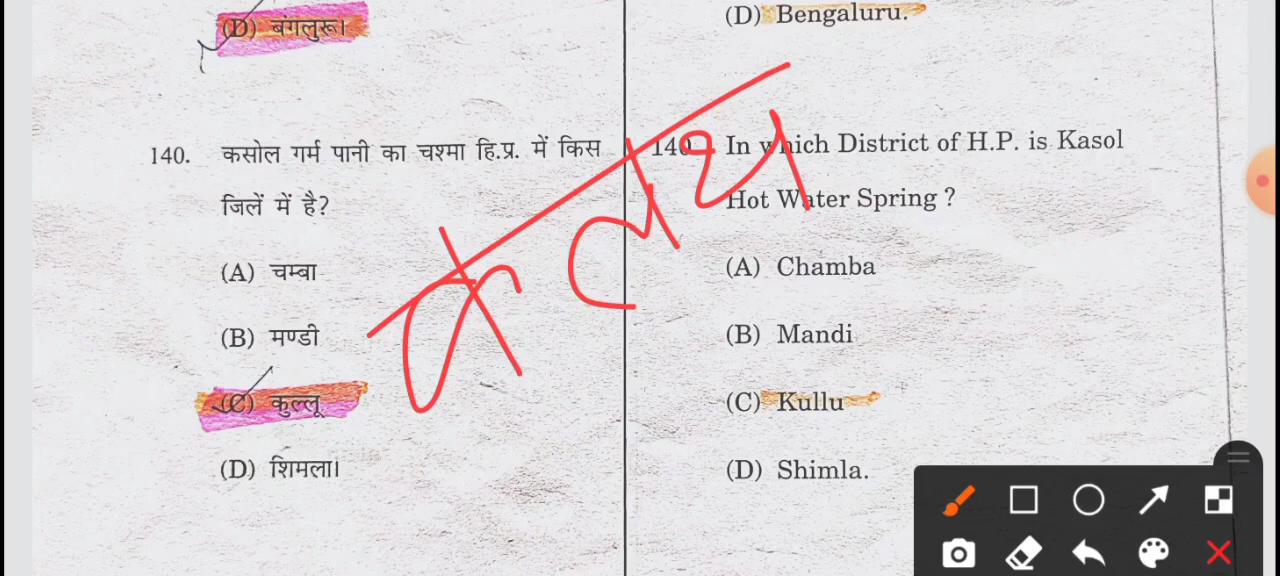 (D) बंगलुरू।
(D) Bengaluru.
140. कसोल गर्म पानी का चश्मा हि.प्र. में किस
जिलें में है?
(A) चम्बा
(B) मण्डी
(C) कुल्लू
(D) शिमला।
140. In which District of H.P. is Kasol
Hot Water Spring ?
(A) Chamba
(B) Mandi
(C) Kullu
(D) Shimla.